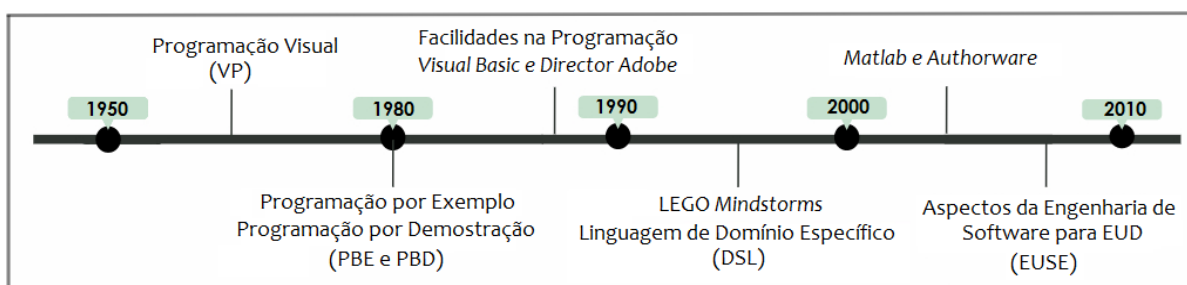 Programação Visual
(VP)
Facilidades na Programação
Visual Basic e Director Adobe
Matlab e Authorware
1950
1980
1990
2000
2010
Programação por Exemplo
Programação por Demostração
(PBE e PBD)
LEGO Mindstorms
Linguagem de Domínio Específico
(DSL)
Aspectos da Engenharia de
Software para EUD
(EUSE)